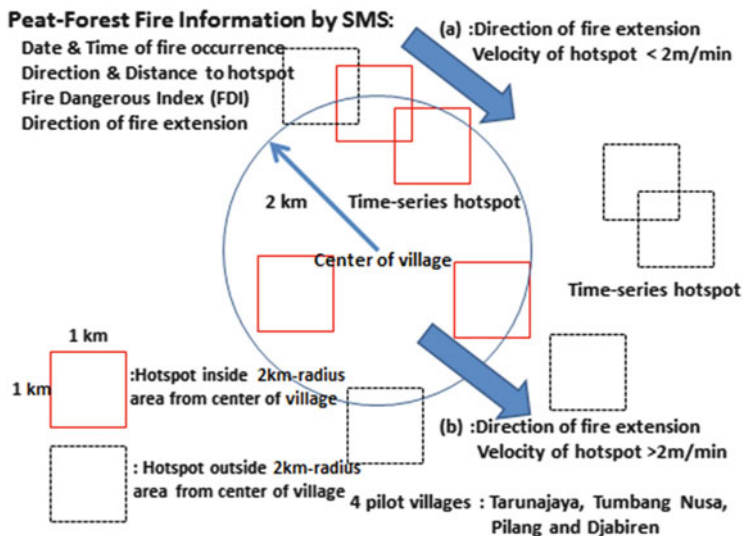 Peat-Forest Fire Information by SMS:
Date & Time of fire occurrence
Direction & Distance to hotspot
Fire Dangerous Index (FDI)
Direction of fire extension
(a) :Direction of fire extension
Velocity of hotspot < 2m/min
2 km
Time-series hotspot
Center of village
Time-series hotspot
1 km
1 km
:Hotspot inside 2km-radius
area from center of village
: Hotspot outside 2km-radius
area from center of village
(b) :Direction of fire extension
Velocity of hotspot >2m/min
4 pilot villages : Tarunajaya, Tumbang Nusa,
Pilang and Djabiren